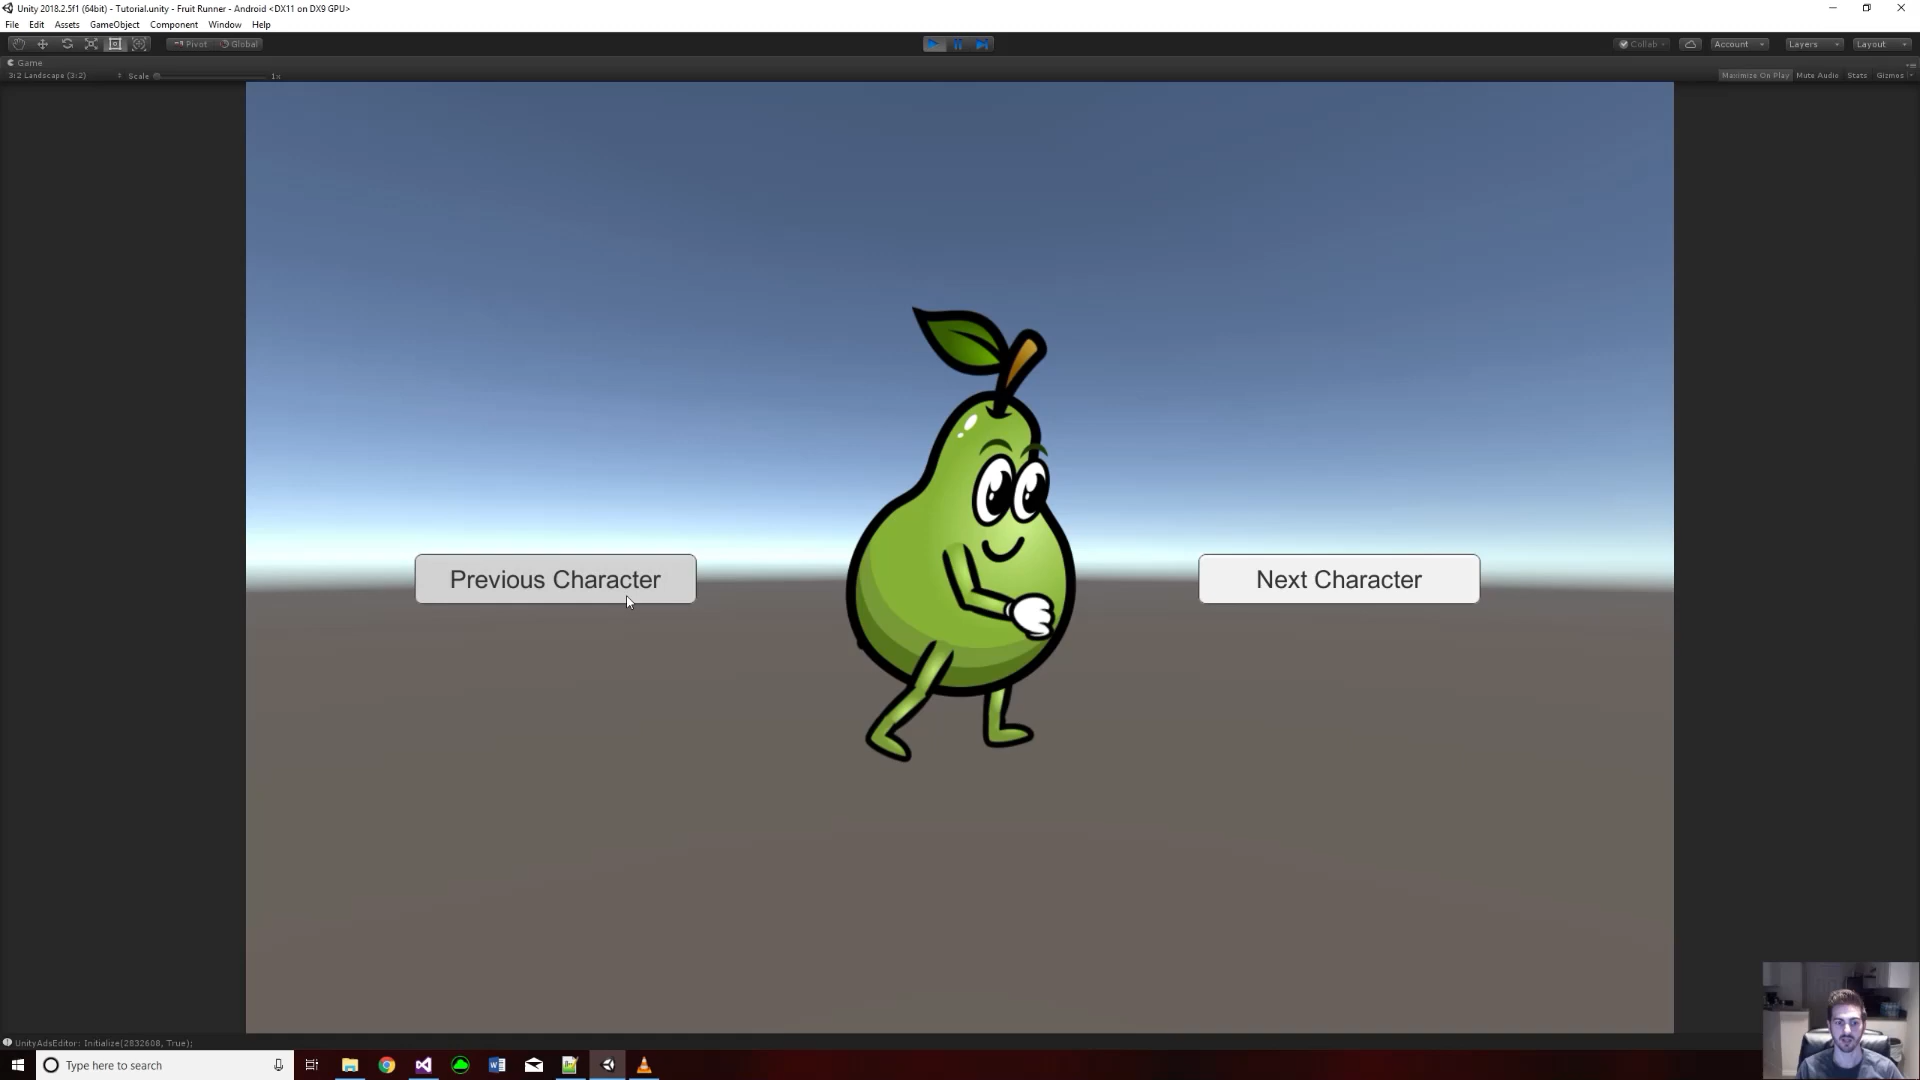 Unity 2018.2.5f1 (64bit) - Tutorial.unity - Fruit Runner - Android <DX11 on DX9 GPU>
File Edit Assets GameObject Component Window Help
Pivot Global Collab Account Layers Layout
Game
3:2 Landscape (3:2) Scale 1x Maximize On Play Mute Audio Stats Gizmos
Previous Character
Next Character
UnityAdsEditor: Initialize(2832608, True);
Type here to search